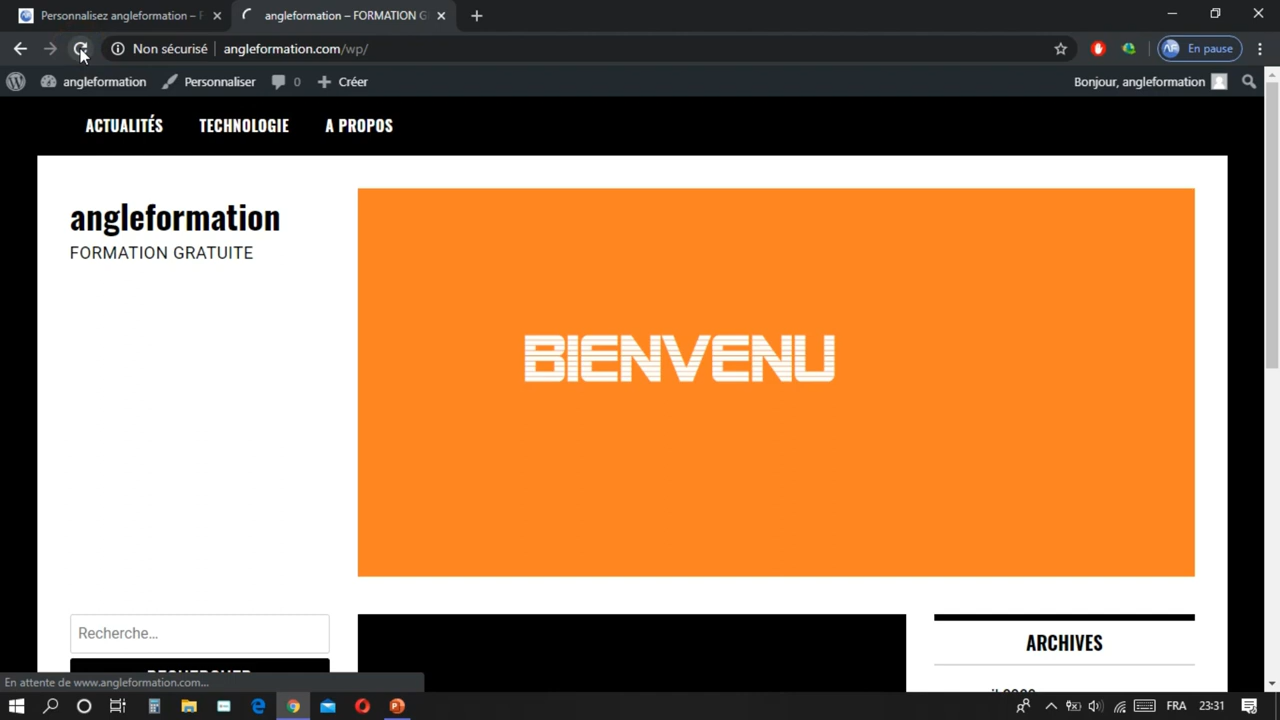 Personnalisez angleformation – F
angleformation – FORMATION G
Non sécurisé
angleformation.com/wp/
En pause
angleformation
Personnaliser
0
Créer
Bonjour, angleformation
ACTUALITÉS
TECHNOLOGIE
A PROPOS
angleformation
FORMATION GRATUITE
BIENVENU
Recherche...
RECHERCHER
ARCHIVES
En attente de www.angleformation.com...
FRA
23:31